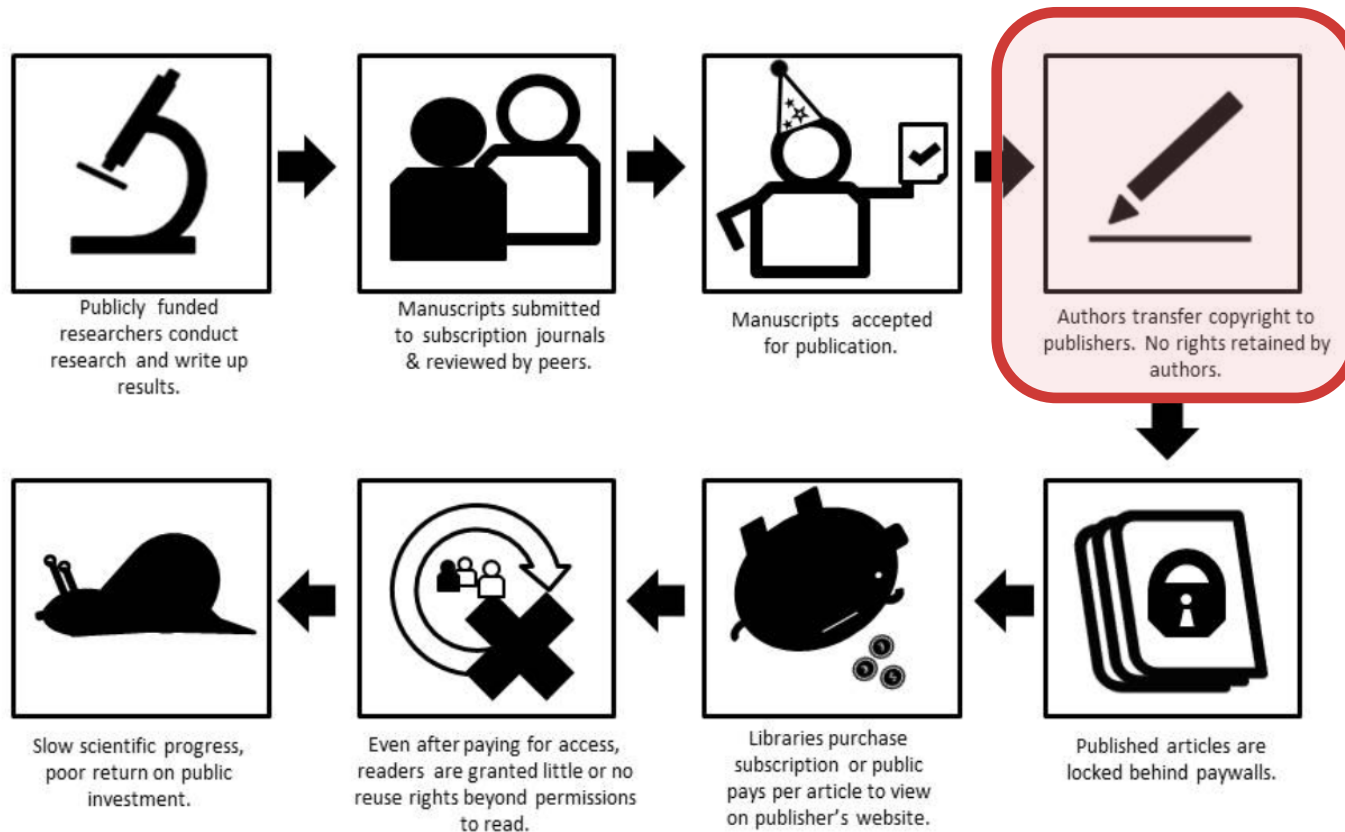 Publicly funded
researchers conduct
research and write up
results.
Manuscripts submitted
to subscription journals
& reviewed by peers.
Manuscripts accepted
for publication.
Authors transfer copyright to
publishers. No rights retained by
authors.
Slow scientific progress,
poor return on public
investment.
Even after paying for access,
readers are granted little or no
reuse rights beyond permissions
to read.
Libraries purchase
subscription or public
pays per article to view
on publisher's website.
Published articles are
locked behind paywalls.